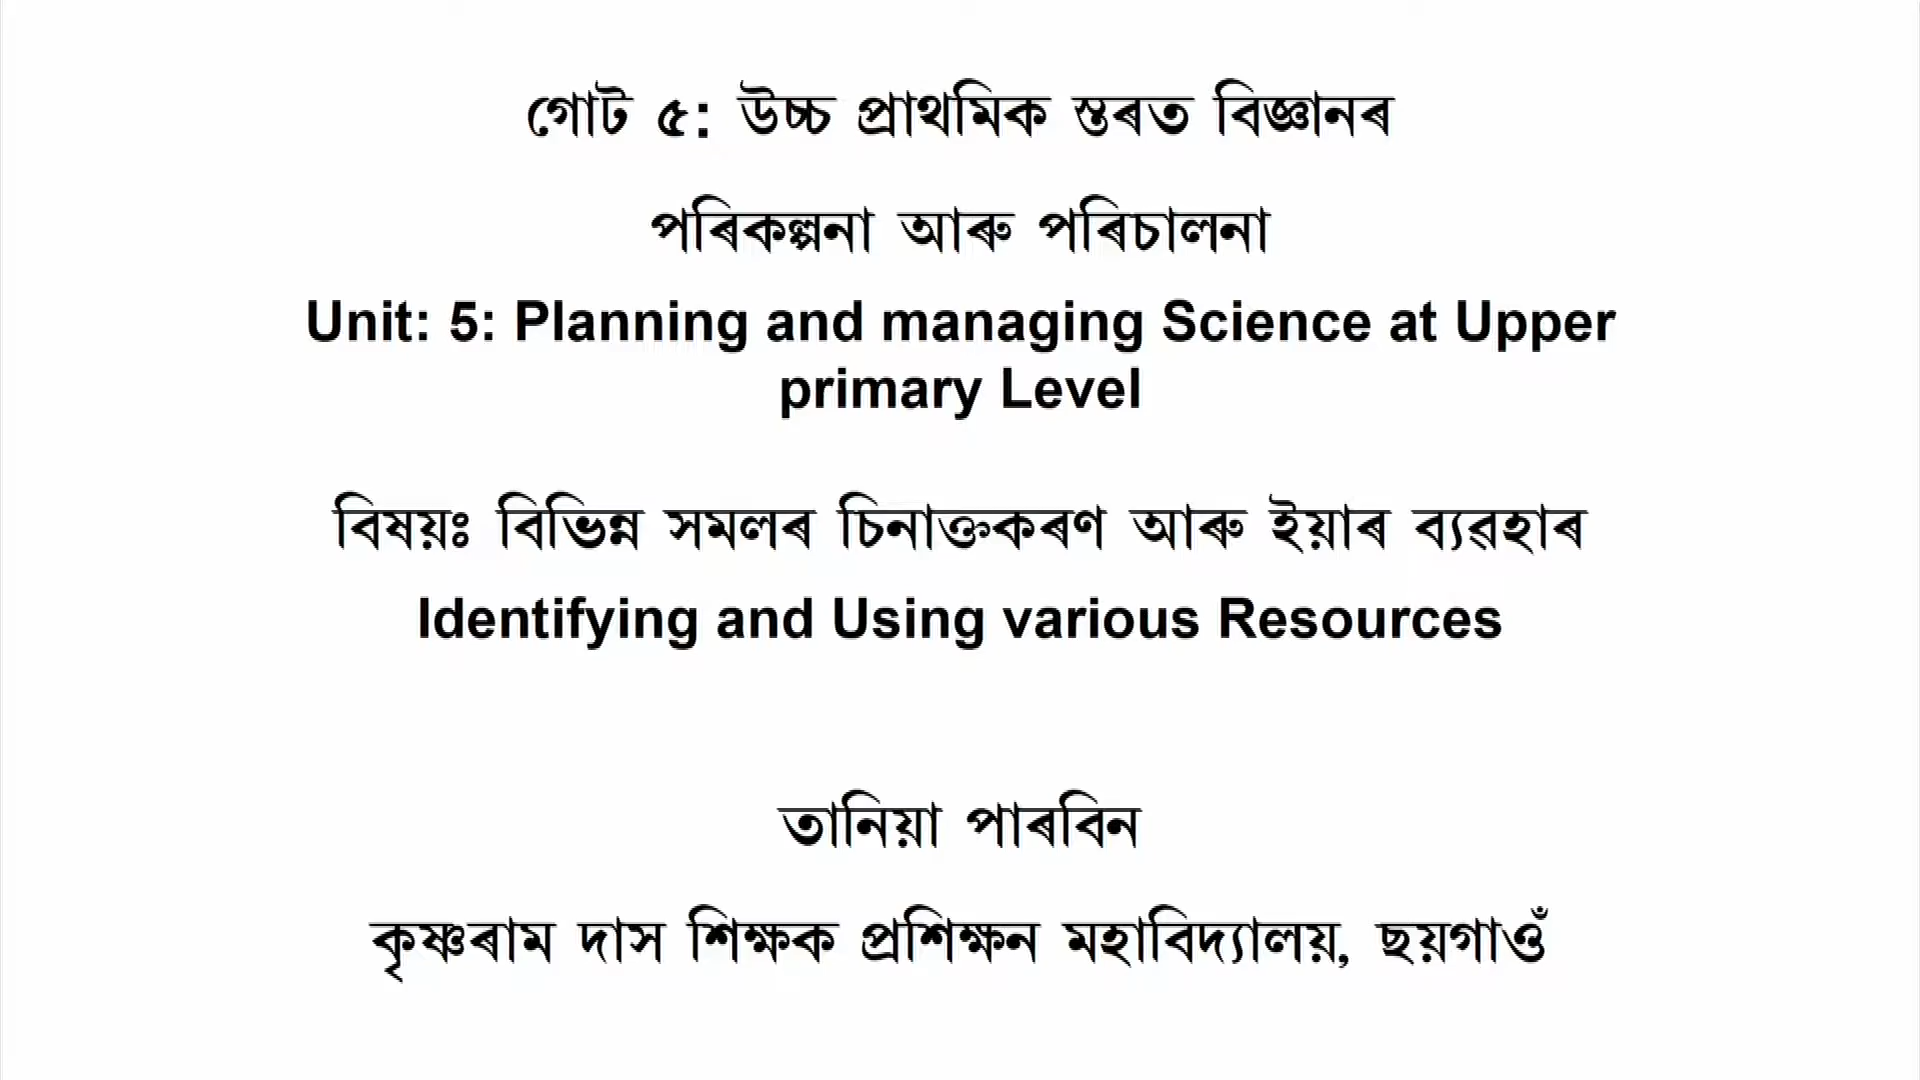 গোট ৫: উচ্চ প্ৰাথমিক স্তৰত বিজ্ঞানৰ
পৰিকল্পনা আৰু পৰিচালনা
Unit: 5: Planning and managing Science at Upper
primary Level
বিষয়ঃ বিভিন্ন সমলৰ চিনাক্তকৰণ আৰু ইয়াৰ ব্যৱহাৰ
Identifying and Using various Resources
তানিয়া পাৰবিন
কৃষ্ণৰাম দাস শিক্ষক প্ৰশিক্ষন মহাবিদ্যালয়, ছয়গাওঁ